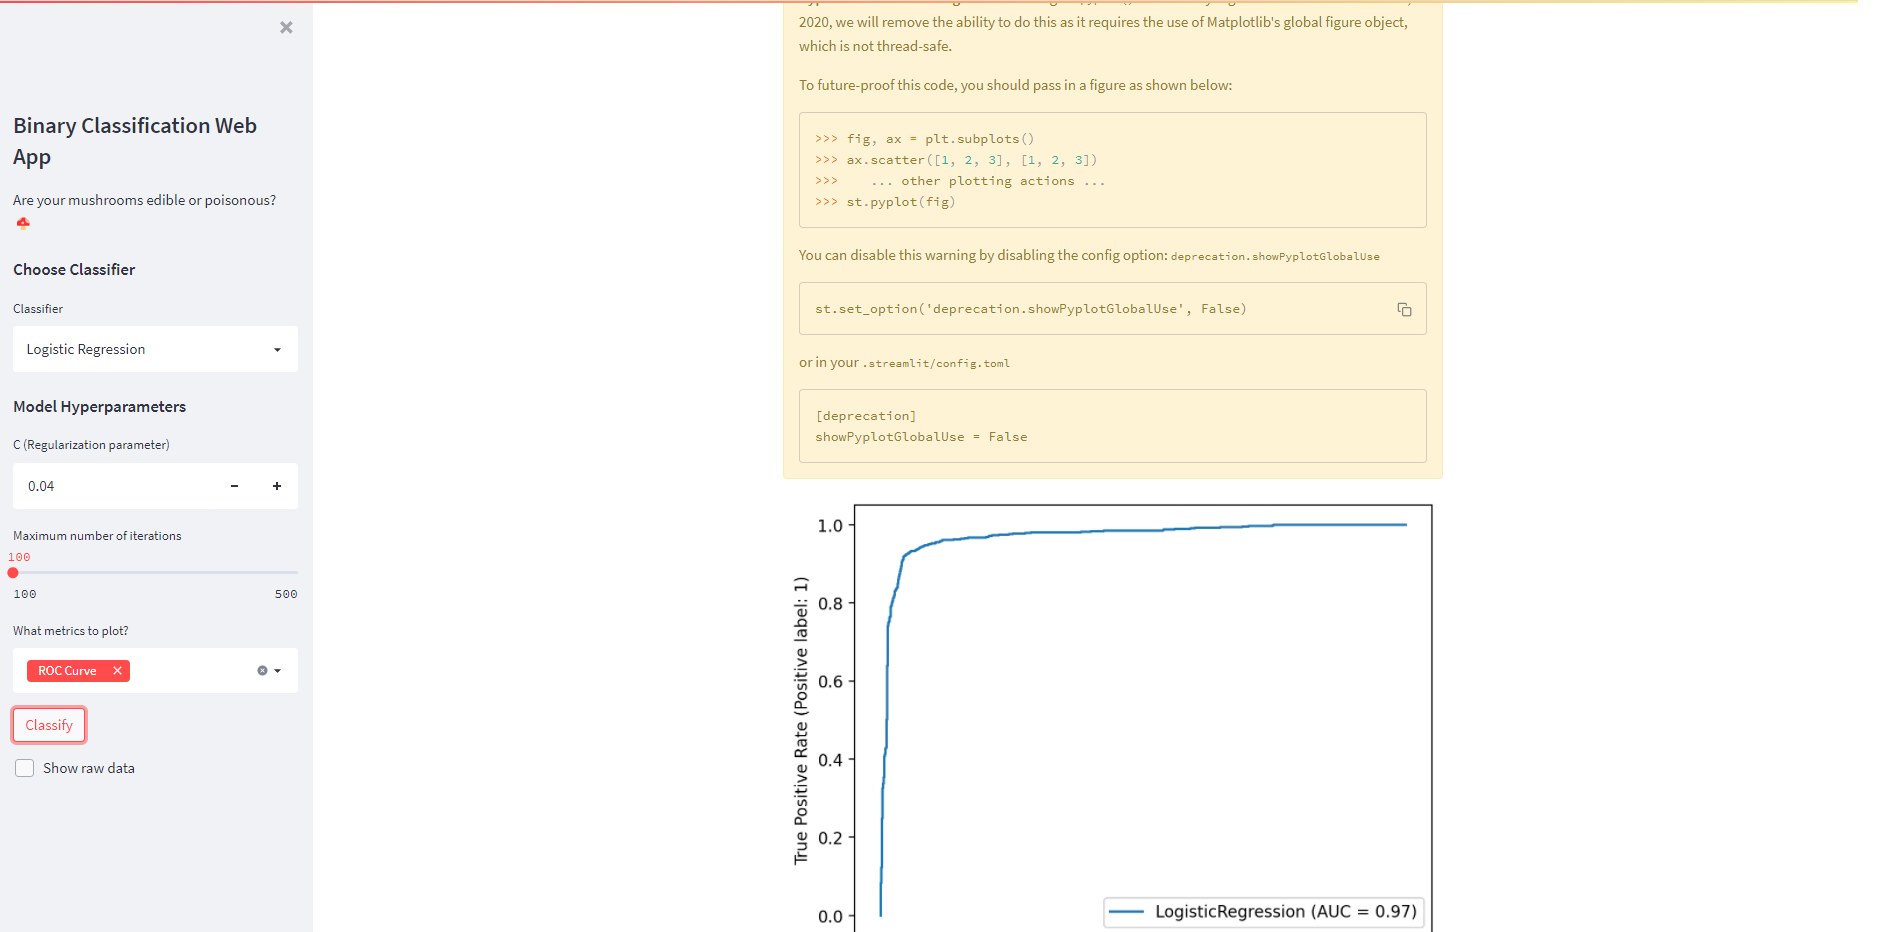 Binary Classification Web
App
Are your mushrooms edible or poisonous?
Choose Classifier
Classifier
Logistic Regression
Model Hyperparameters
C (Regularization parameter)
0.04
Maximum number of iterations
100
100 500
What metrics to plot?
ROC Curve
Classify
Show raw data
2020, we will remove the ability to do this as it requires the use of Matplotlib's global figure object,
which is not thread-safe.
To future-proof this code, you should pass in a figure as shown below:
>>> fig, ax = plt.subplots()
>>> ax.scatter([1, 2, 3], [1, 2, 3])
>>> ... other plotting actions ...
>>> st.pyplot(fig)
You can disable this warning by disabling the config option: deprecation.showPyplotGlobalUse
st.set_option('deprecation.showPyplotGlobalUse', False)
or in your .streamlit/config.toml
[deprecation]
showPyplotGlobalUse = False
True Positive Rate (Positive label: 1)
1.0
0.8
0.6
0.4
0.2
0.0
LogisticRegression (AUC = 0.97)